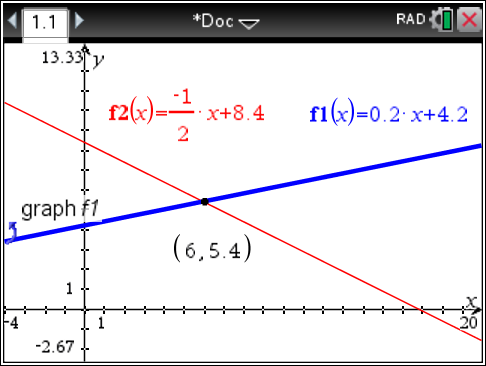 1.1
*Doc
RAD
13.33
y
f2(x)=-1/2·x+8.4
f1(x)=0.2·x+4.2
graph f1
(6,5.4)
1
x
-4
1
20
-2.67